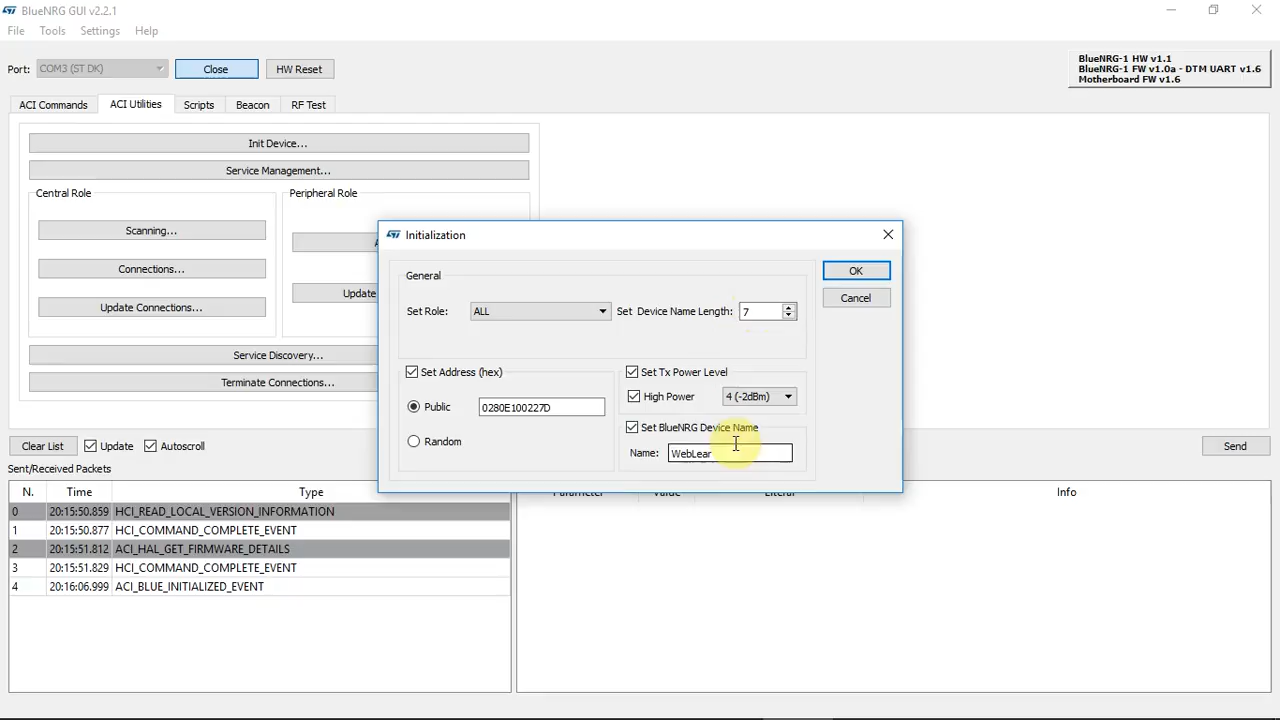 BlueNRG GUI v2.2.1
File Tools Settings Help
Port: COM3 (ST DK) Close HW Reset
BlueNRG-1 HW v1.1
BlueNRG-1 FW v1.0a - DTM UART v1.6
Motherboard FW v1.6
ACI Commands ACI Utilities Scripts Beacon RF Test
Init Device...
Service Management...
Central Role Peripheral Role
Scanning...
Connections...
Update Connections... Update
Service Discovery...
Terminate Connections...
Initialization
General
Set Role: ALL Set Device Name Length: 7
OK
Cancel
Set Address (hex) Set Tx Power Level
Public 0280E100227D High Power 4 (-2dBm)
Random
Set BlueNRG Device Name
Name: WebLear
Clear List Update Autoscroll Send
Sent/Received Packets
N. Time Type Parameter Value Literal Info
0 20:15:50.859 HCI_READ_LOCAL_VERSION_INFORMATION
1 20:15:50.877 HCI_COMMAND_COMPLETE_EVENT
2 20:15:51.812 ACI_HAL_GET_FIRMWARE_DETAILS
3 20:15:51.829 HCI_COMMAND_COMPLETE_EVENT
4 20:16:06.999 ACI_BLUE_INITIALIZED_EVENT